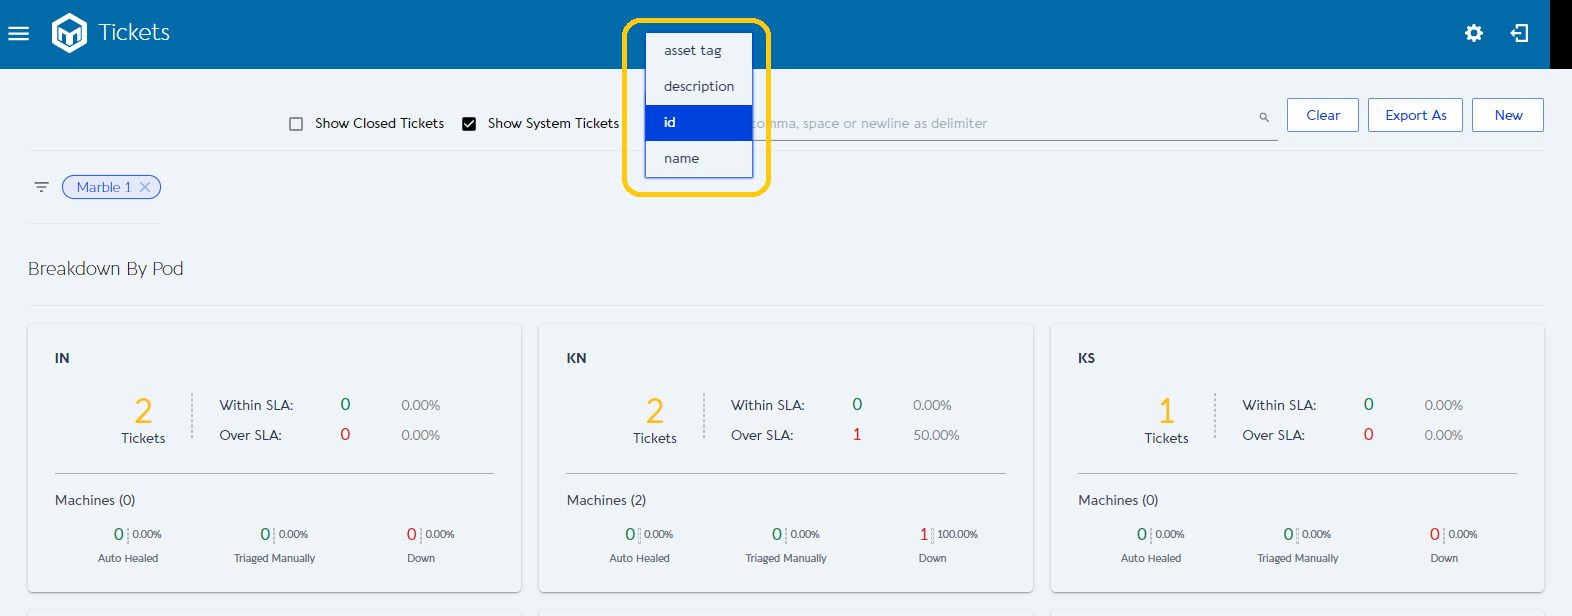 Tickets
asset tag
description
id
name
Show Closed Tickets
Show System Tickets
comma, space or newline as delimiter
Clear
Export As
New
Marble 1
Breakdown By Pod
IN
2
Tickets
Within SLA: 0 0.00%
Over SLA: 0 0.00%
Machines (0)
0 0.00%
Auto Healed
0 0.00%
Triaged Manually
0 0.00%
Down
KN
2
Tickets
Within SLA: 0 0.00%
Over SLA: 1 50.00%
Machines (2)
0 0.00%
Auto Healed
0 0.00%
Triaged Manually
1 100.00%
Down
KS
1
Tickets
Within SLA: 0 0.00%
Over SLA: 0 0.00%
Machines (0)
0 0.00%
Auto Healed
0 0.00%
Triaged Manually
0 0.00%
Down